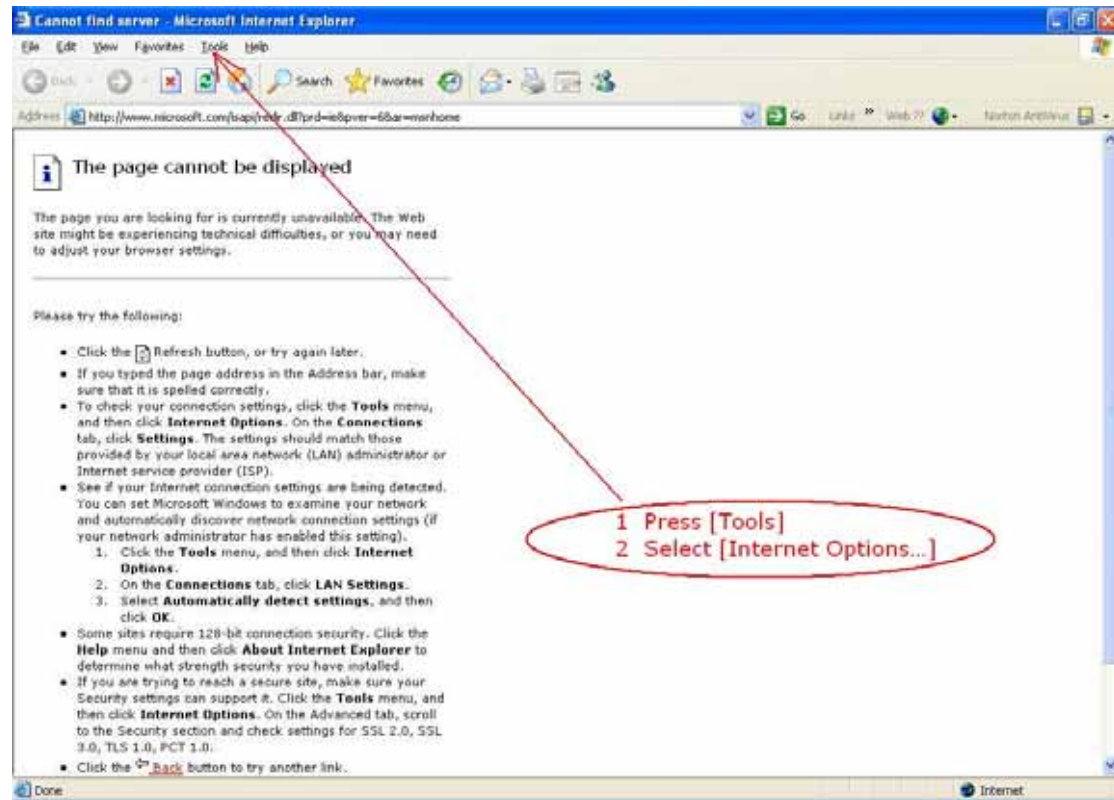 Cannot find server - Microsoft Internet Explorer
File Edit View Favorites Tools Help
Back Search Favorites
Address http://www.microsoft.com/isapi/redir.dll?prd=ie&pver=6&ar=msnhome Go Links » Norton AntiVirus
The page cannot be displayed
The page you are looking for is currently unavailable. The Web
site might be experiencing technical difficulties, or you may need
to adjust your browser settings.
Please try the following:
Click the Refresh button, or try again later.
If you typed the page address in the Address bar, make
sure that it is spelled correctly.
To check your connection settings, click the Tools menu,
and then click Internet Options. On the Connections
tab, click Settings. The settings should match those
provided by your local area network (LAN) administrator or
Internet service provider (ISP).
See if your Internet connection settings are being detected.
You can set Microsoft Windows to examine your network
and automatically discover network connection settings (if
your network administrator has enabled this setting).
1. Click the Tools menu, and then click Internet
Options.
2. On the Connections tab, click LAN Settings.
3. Select Automatically detect settings, and then
click OK.
Some sites require 128-bit connection security. Click the
Help menu and then click About Internet Explorer to
determine what strength security you have installed.
If you are trying to reach a secure site, make sure your
Security settings can support it. Click the Tools menu, and
then click Internet Options. On the Advanced tab, scroll
to the Security section and check settings for SSL 2.0, SSL
3.0, TLS 1.0, PCT 1.0.
Click the Back button to try another link.
1 Press [Tools]
2 Select [Internet Options...]
Done Internet